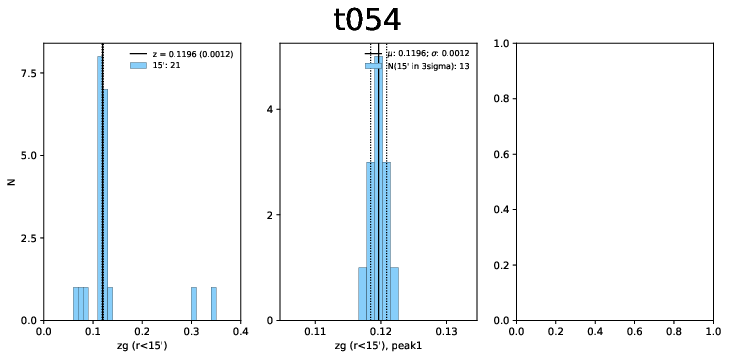 t054
z = 0.1196 (0.0012)
15': 21
7.5
5.0
2.5
0.0
N
0.0 0.1 0.2 0.3 0.4
zg (r<15')
μ: 0.1196; σ: 0.0012
N(15' in 3sigma): 13
4
2
0
0.11 0.12 0.13
zg (r<15'), peak1
1.0
0.8
0.6
0.4
0.2
0.0
0.0 0.2 0.4 0.6 0.8 1.0